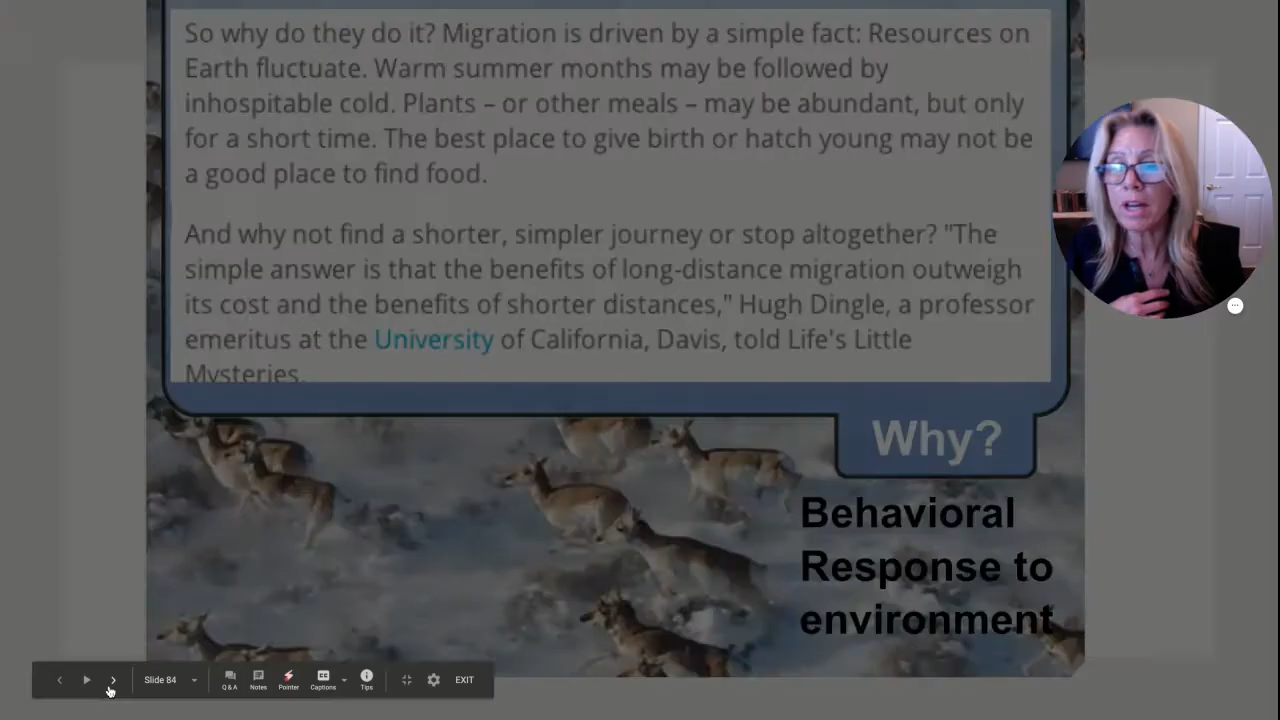 So why do they do it? Migration is driven by a simple fact: Resources on
Earth fluctuate. Warm summer months may be followed by
inhospitable cold. Plants – or other meals – may be abundant, but only
for a short time. The best place to give birth or hatch young may not be
a good place to find food.
And why not find a shorter, simpler journey or stop altogether? "The
simple answer is that the benefits of long-distance migration outweigh
its cost and the benefits of shorter distances," Hugh Dingle, a professor
emeritus at the University of California, Davis, told Life's Little
Mysteries.
Why?
Behavioral
Response to
environment
Slide 84
Q & A
Notes
Pointer
Captions
Tips
EXIT